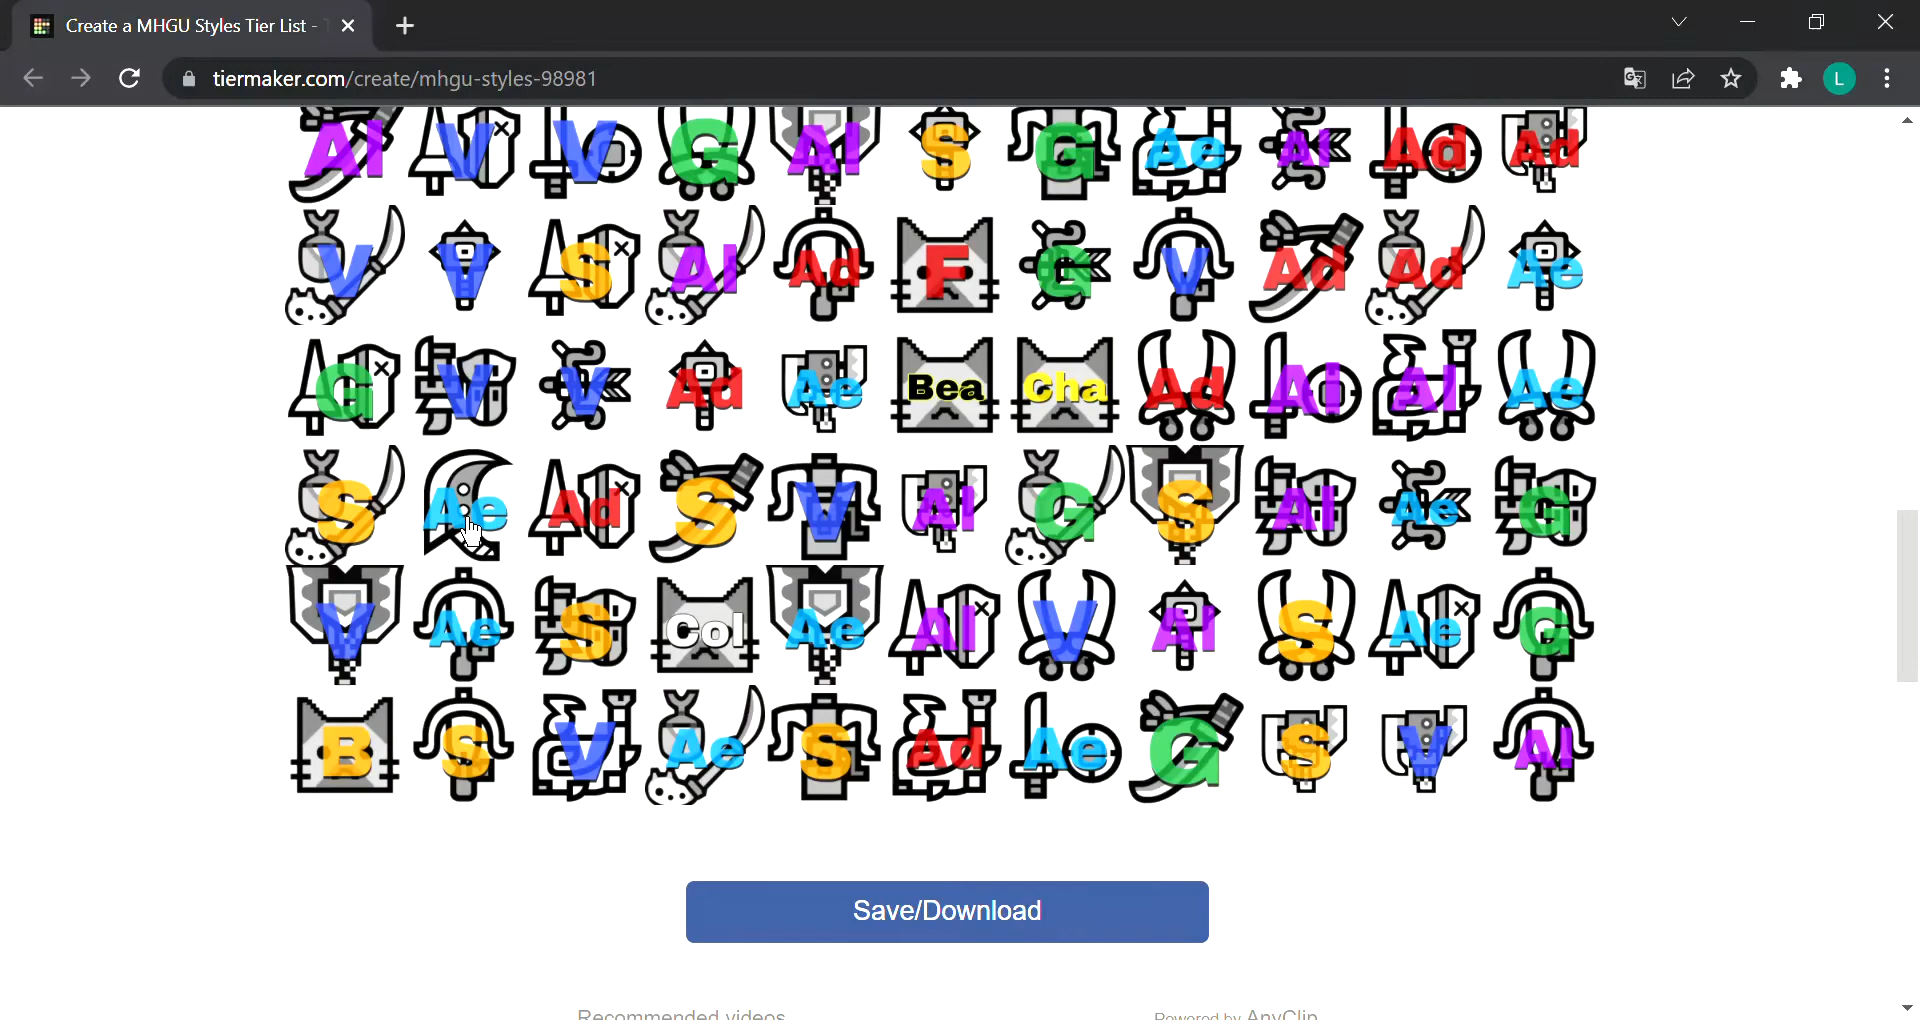 Create a MHGU Styles Tier List -
tiermaker.com/create/mhgu-styles-98981
L
Al V V G Al S G Ae Al Ad Ad
V V S Al Ad F G V Ad Ad Ae
G V V Ad Ae Bea Cha Ad Al Al Ae
S Ae Ad S V Al G S Al Ae G
V Ae S Col Ae Al V Al S Ae G
B S V Ae S Ad Ae G S V Al
Save/Download
Recommended videos Powered by AnyClip